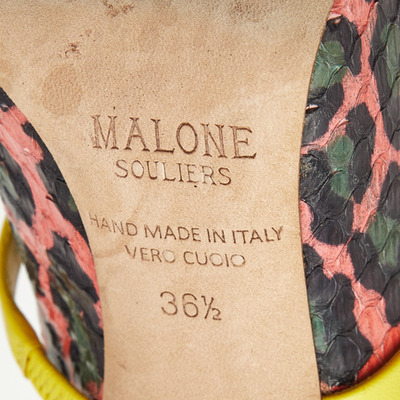 MALONE
SOULIERS
HAND MADE IN ITALY
VERO CUOIO
36½